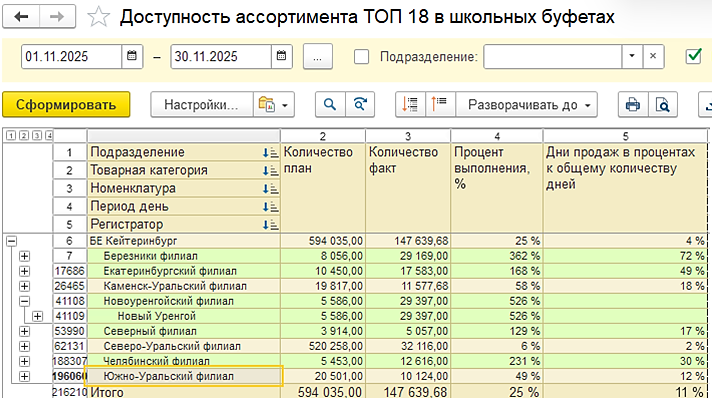 Доступность ассортимента ТОП 18 в школьных буфетах
01.11.2025 – 30.11.2025 ... Подразделение:
Сформировать Настройки... Разворачивать до
1 2 3 4 2 3 4 5
1 Подразделение Количество план Количество факт Процент выполнения, % Дни продаж в процентах к общему количеству дней
2 Товарная категория
3 Номенклатура
4 Период день
5 Регистратор
6 БЕ Кейтеринбург 594 035,00 147 639,68 25 % 4 %
7 Березники филиал 8 056,00 29 169,00 362 % 72 %
17686 Екатеринбургский филиал 10 450,00 17 583,00 168 % 49 %
26465 Каменск-Уральский филиал 19 817,00 11 577,68 58 % 18 %
41108 Новоуренгойский филиал 5 586,00 29 397,00 526 %
41109 Новый Уренгой 5 586,00 29 397,00 526 %
53990 Северный филиал 3 914,00 5 057,00 129 % 17 %
62131 Северо-Уральский филиал 520 258,00 32 116,00 6 % 2 %
188307 Челябинский филиал 5 453,00 12 616,00 231 % 30 %
196060 Южно-Уральский филиал 20 501,00 10 124,00 49 % 12 %
216210 Итого 594 035,00 147 639,68 25 % 11 %